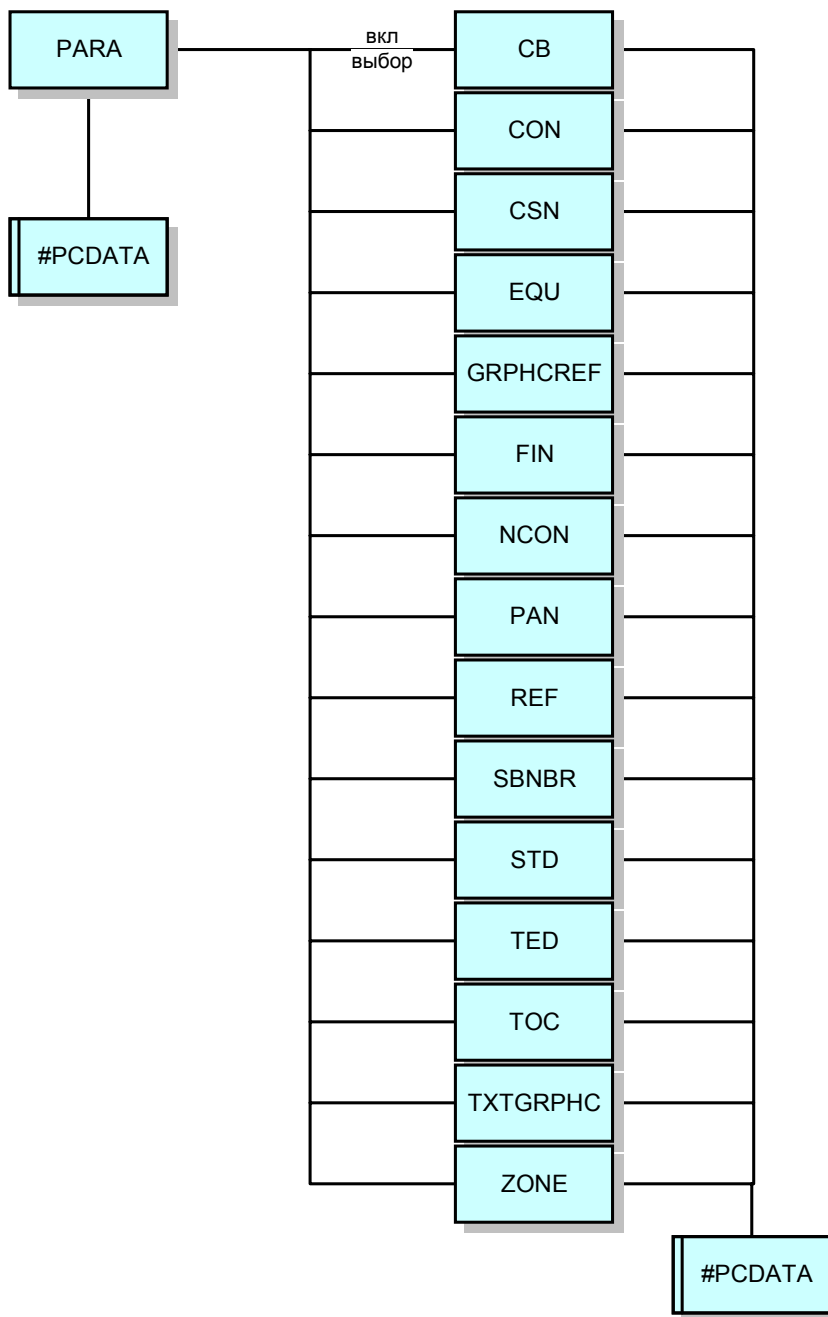 PARA
вкл
выбор
CB
CON
CSN
#PCDATA
EQU
GRPHCREF
FIN
NCON
PAN
REF
SBNBR
STD
TED
TOC
TXTGRPHC
ZONE
#PCDATA